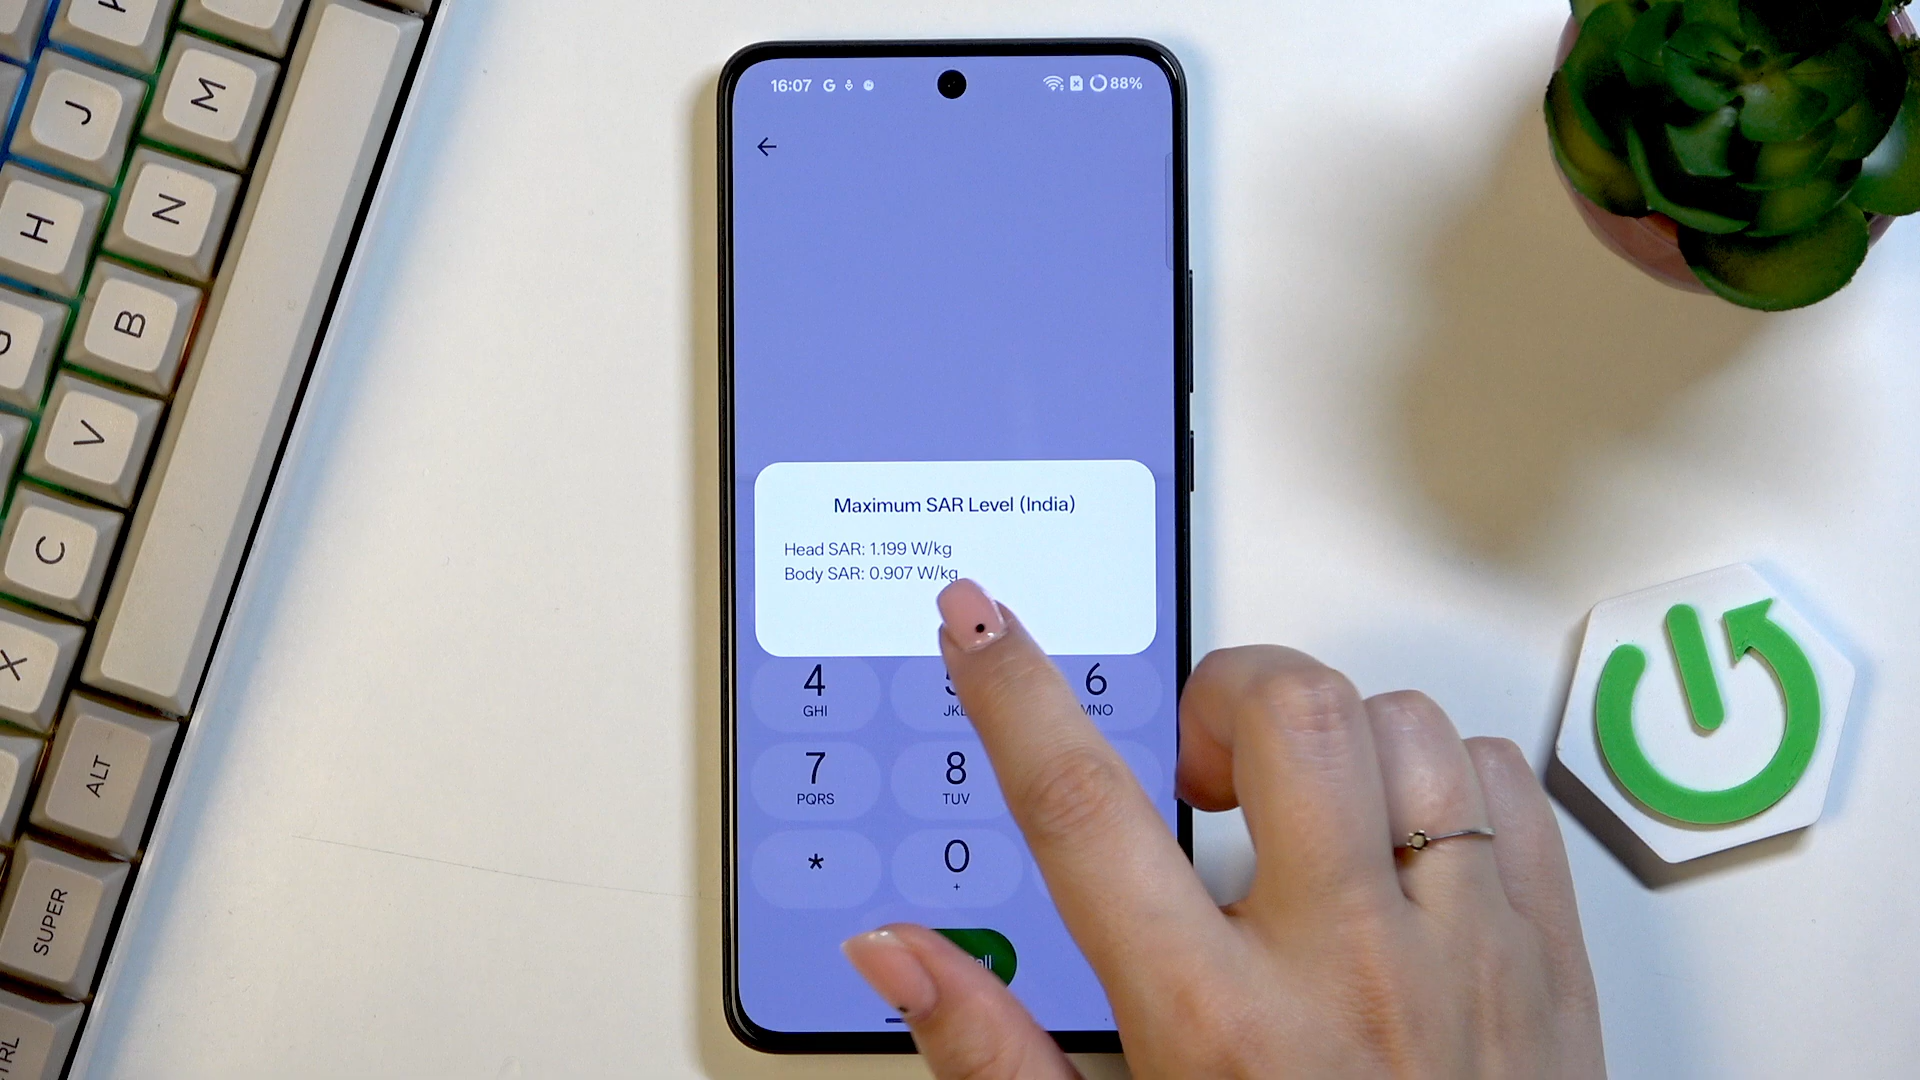 16:07 G 88%
Maximum SAR Level (India)
Head SAR: 1.199 W/kg
Body SAR: 0.907 W/kg
4 6
GHI MNO
7 8
PQRS TUV
* 0
+
J M
H N
B
V
C
X
ALT
SUPER